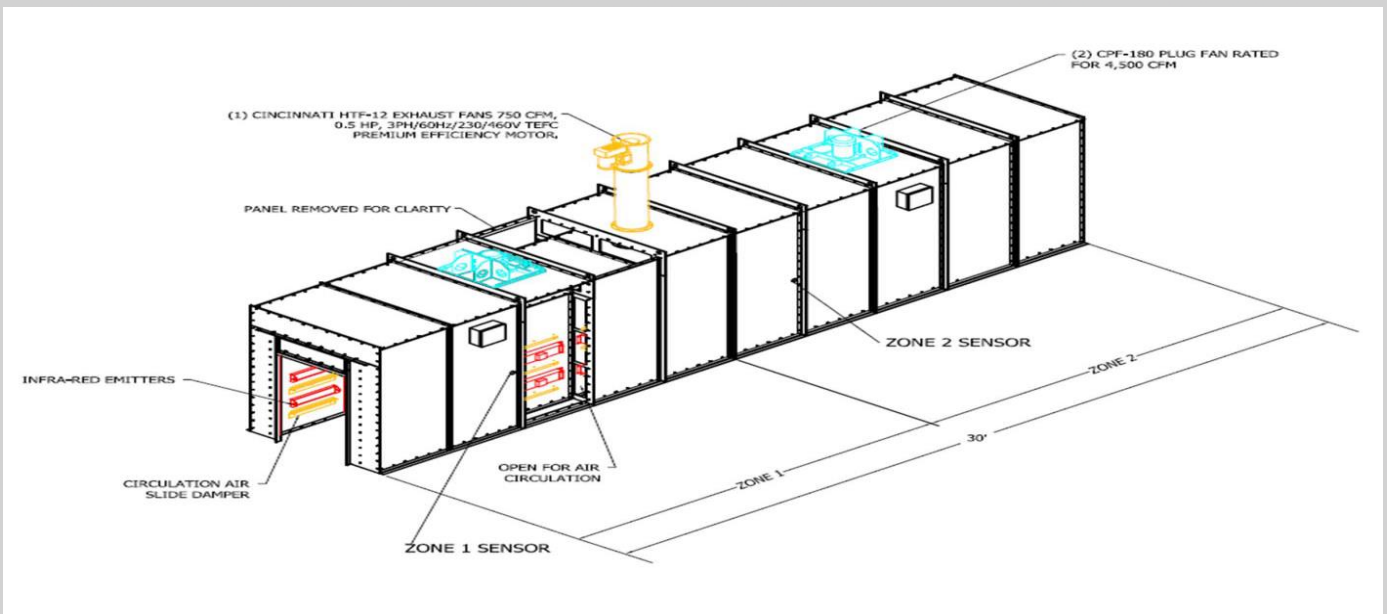 (2) CPF-180 PLUG FAN RATED
FOR 4,500 CFM
(1) CINCINNATI HTF-12 EXHAUST FANS 750 CFM,
0.5 HP, 3PH/60Hz/230/460V TEFC
PREMIUM EFFICIENCY MOTOR,
PANEL REMOVED FOR CLARITY
ZONE 2 SENSOR
INFRA-RED EMITTERS
ZONE 2
30'
OPEN FOR AIR
CIRCULATION
ZONE 1
CIRCULATION AIR
SLIDE DAMPER
ZONE 1 SENSOR